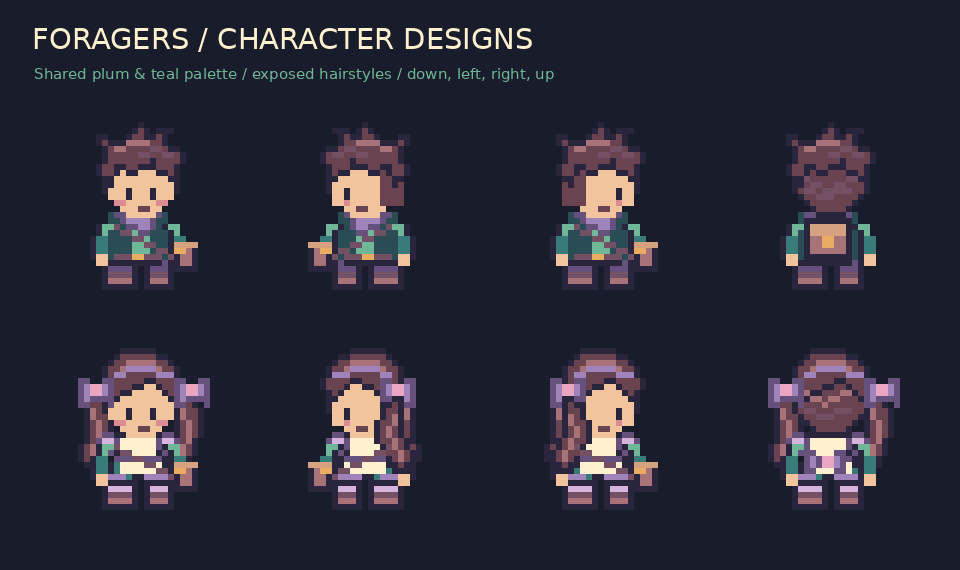 FORAGERS / CHARACTER DESIGNS
Shared plum & teal palette / exposed hairstyles / down, left, right, up